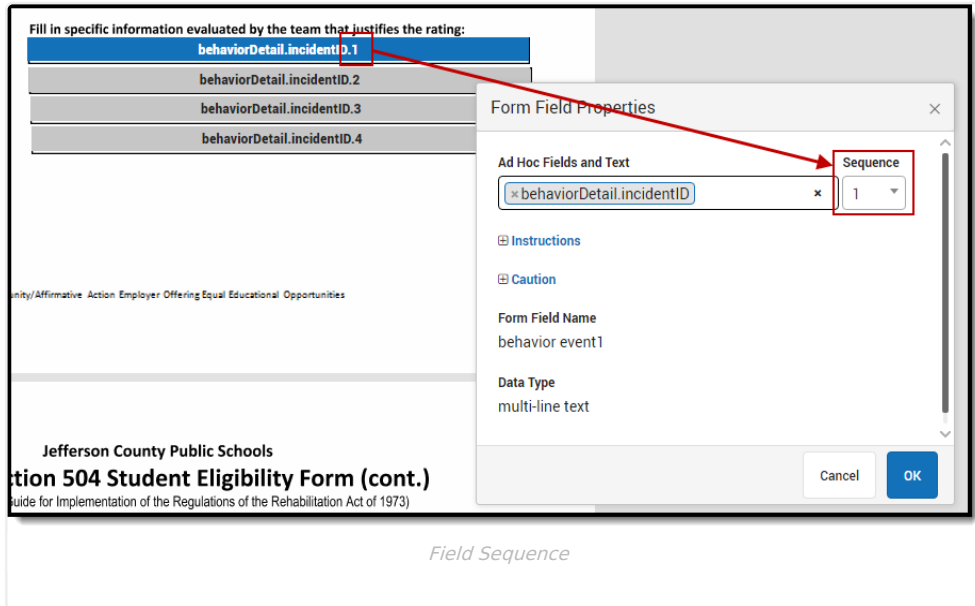 Fill in specific information evaluated by the team that justifies the rating:
behaviorDetail.incidentID.1
behaviorDetail.incidentID.2
behaviorDetail.incidentID.3
behaviorDetail.incidentID.4
Form Field Properties
Ad Hoc Fields and Text
Sequence
behaviorDetail.incidentID
1
Instructions
Caution
Form Field Name
behavior event1
Data Type
multi-line text
Cancel
OK
unity/Affirmative Action Employer Offering Equal Educational Opportunities
Jefferson County Public Schools
ction 504 Student Eligibility Form (cont.)
uide for Implementation of the Regulations of the Rehabilitation Act of 1973)
Field Sequence